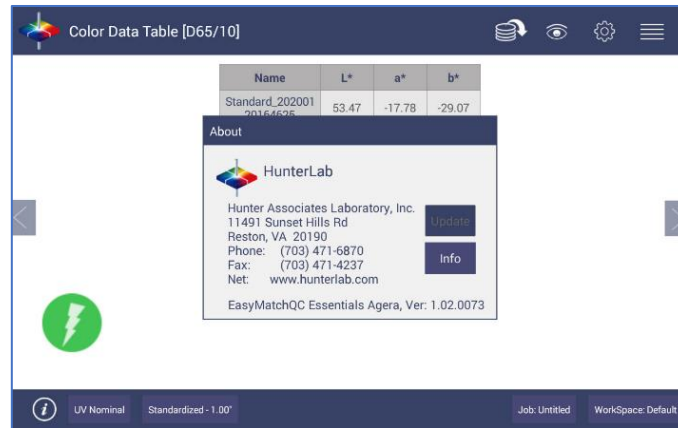 Color Data Table [D65/10]
Name L* a* b*
Standard_202001 53.47 -17.78 -29.07
20164625
About
HunterLab
Hunter Associates Laboratory, Inc.
11491 Sunset Hills Rd
Reston, VA 20190
Phone: (703) 471-6870
Fax: (703) 471-4237
Net: www.hunterlab.com
Update
Info
EasyMatchQC Essentials Agera, Ver: 1.02.0073
i UV Nominal Standardized - 1.00" Job: Untitled WorkSpace: Default